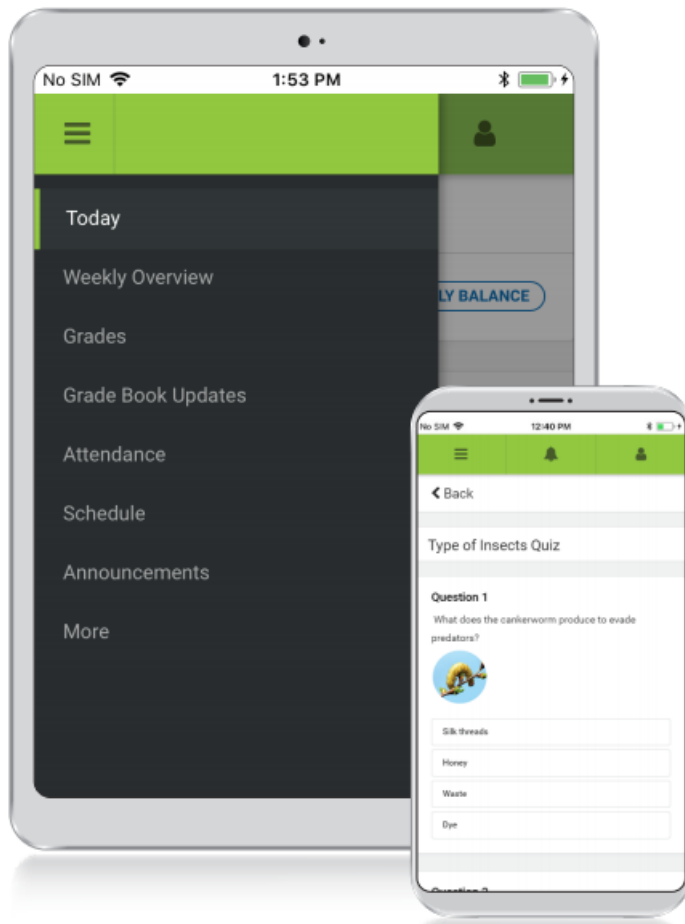 No SIM 1:53 PM
LY BALANCE
Today
Weekly Overview
Grades
Grade Book Updates
Attendance
Schedule
Announcements
More
No SIM 12:40 PM
Back
Type of Insects Quiz
Question 1
What does the cankerworm produce to evade
predators?
Silk threads
Honey
Waste
Dye
Question 2